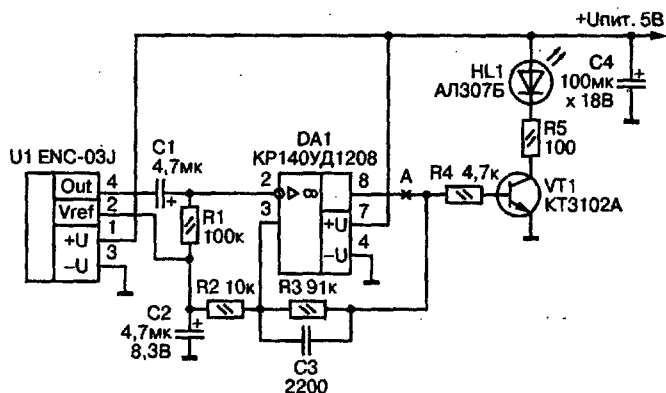 +Uпит. 5В
HL1
АЛ307Б
C4
100мк
х 18В
R5
100
DA1
КР140УД1208
C1
4,7мк
U1 ENC-03J
Out
4
Vref
2
+U
1
-U
3
R1
100к
2
3
▷ 8
8
7
+U
4
-U
A
R4 4,7к
VT1
КТ3102А
R2 10к
R3 91к
C2
4,7мк
8,3В
C3
2200